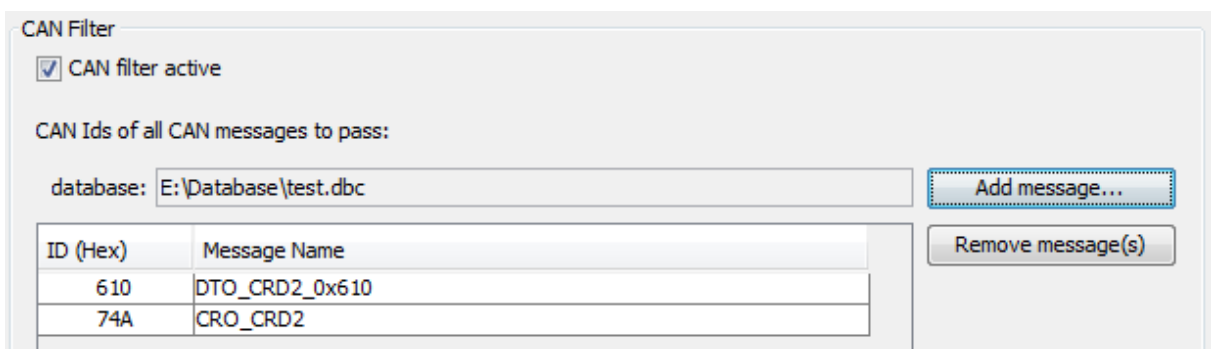 CAN Filter
CAN filter active
CAN Ids of all CAN messages to pass:
database: E:\Database\test.dbc Add message...
Remove message(s)
ID (Hex) Message Name
610 DTO_CRD2_0x610
74A CRO_CRD2